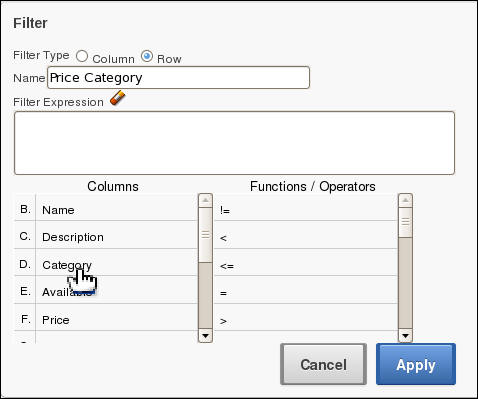 Filter
Filter Type Column Row
Name Price Category
Filter Expression
Columns Functions / Operators
B. Name !=
C. Description <
D. Category <=
E. Available =
F. Price >
Cancel Apply